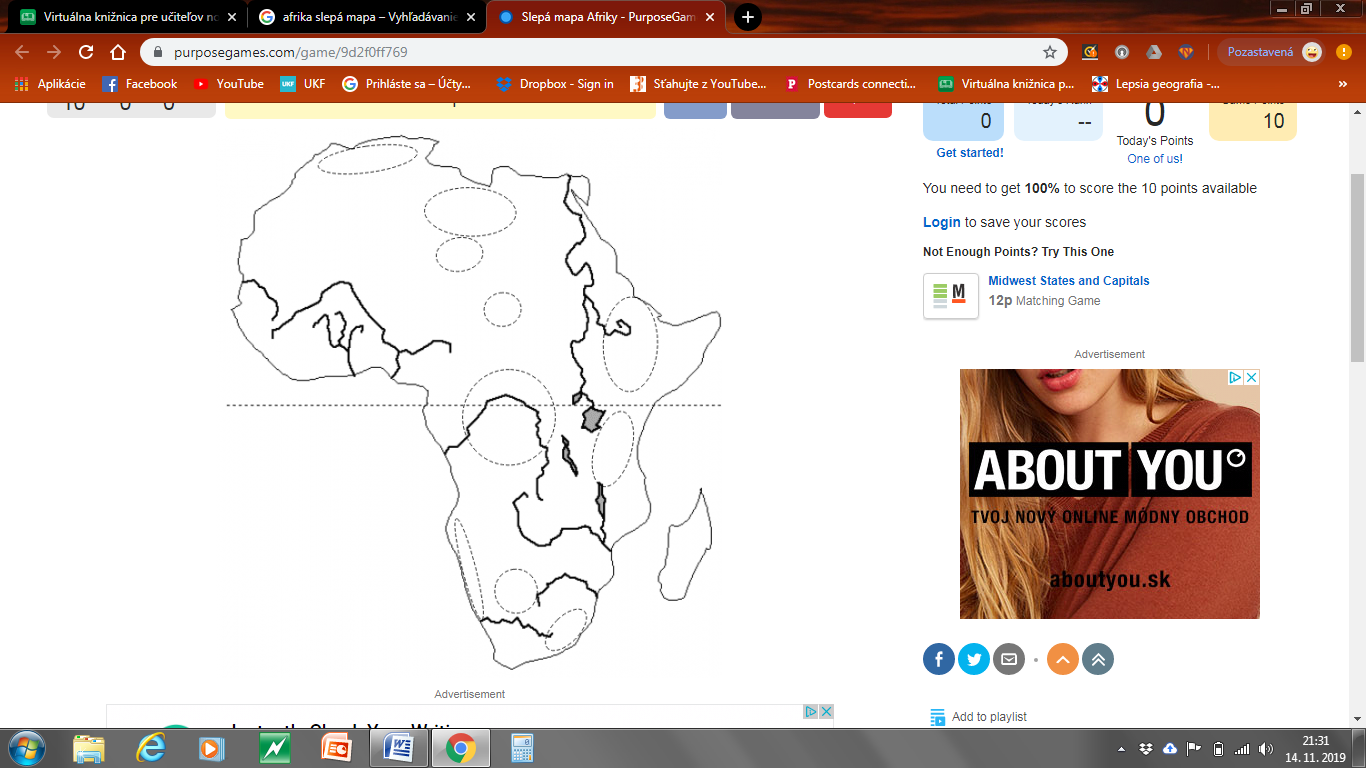 Virtuálna knižnica pre učiteľov no
afrika slepá mapa – Vyhľadávanie
Slepá mapa Afriky - PurposeGam
purposegames.com/game/9d2f0ff769
Pozastavená
Aplikácie
Facebook
YouTube
UKF
UKF
Prihláste sa – Účty...
Dropbox - Sign in
Sťahujte z YouTube...
Postcards connecti...
Virtuálna knižnica p...
Lepsia geografia -...
»
10 0 0
0
--
0
10
Today's Points
Get started!
One of us!
You need to get 100% to score the 10 points available
Login to save your scores
Not Enough Points? Try This One
M
Midwest States and Capitals
12p Matching Game
Advertisement
ABOUT YOU
TVOJ NOVÝ ONLINE MÓDNY OBCHOD
aboutyou.sk
Advertisement
Add to playlist
21:31
14. 11. 2019